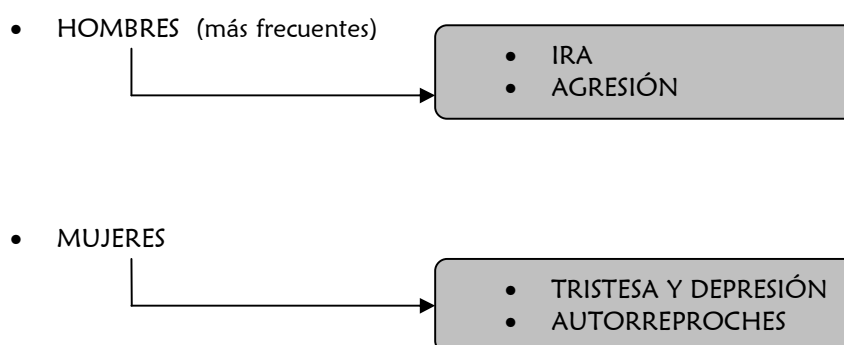 • HOMBRES (más frecuentes)
• IRA
• AGRESIÓN
• MUJERES
• TRISTESA Y DEPRESIÓN
• AUTORREPROCHES